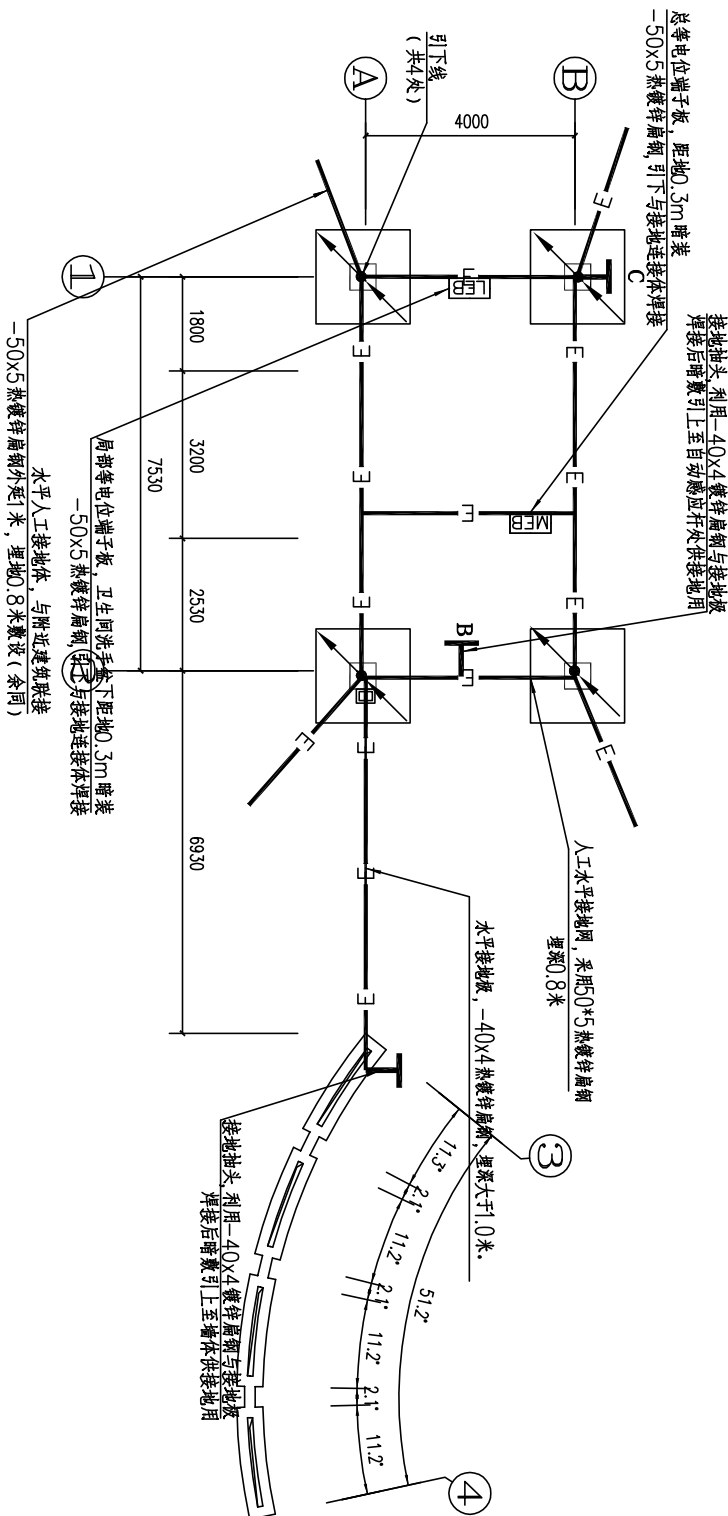 总等电位端子板，距地0.3m暗装
-50x5热镀锌扁钢,引下与接地连接体焊接
接地抽头,利用-40x4镀锌扁钢与接地极
焊接后暗敷引上至自动感应杆处供接地用
引下线
（共4处）
B
A
4000
E
E
C
E
LEB
E
E
E
E
E
MEB
E
E
E
B
E
E
E
E
E
E
人工水平接地网，采用50*5热镀锌扁钢
埋深0.8米
水平接地极，-40x4热镀锌扁钢，埋深大于1.0米.
接地抽头,利用-40x4镀锌扁钢与接地极
焊接后暗敷引上至墙体供接地用
1
1800
3200
2530
6930
7530
2
局部等电位端子板，卫生间洗手盆下距地0.3m暗装
-50x5热镀锌扁钢,引下与接地连接体焊接
水平人工接地体，与附近建筑联接
-50x5热镀锌扁钢外延1米，埋地0.8米敷设（余同）
3
11.3°
2.1°
11.2°
2.1°
11.2°
2.1°
11.2°
51.2°
4